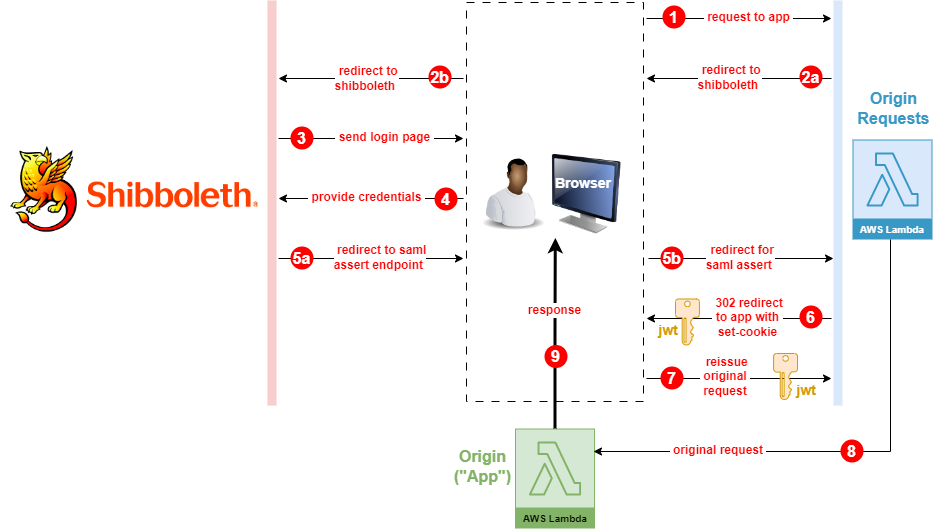 1 request to app
redirect to
shibboleth
2b
redirect to
shibboleth
2a
Origin
Requests
3 send login page
Shibboleth
Browser
AWS Lambda
provide credentials 4
5a redirect to saml
assert endpoint
5b redirect for
saml assert
response
jwt
302 redirect
to app with
set-cookie
6
9
7 reissue
original
request
jwt
Origin
("App")
original request 8
AWS Lambda